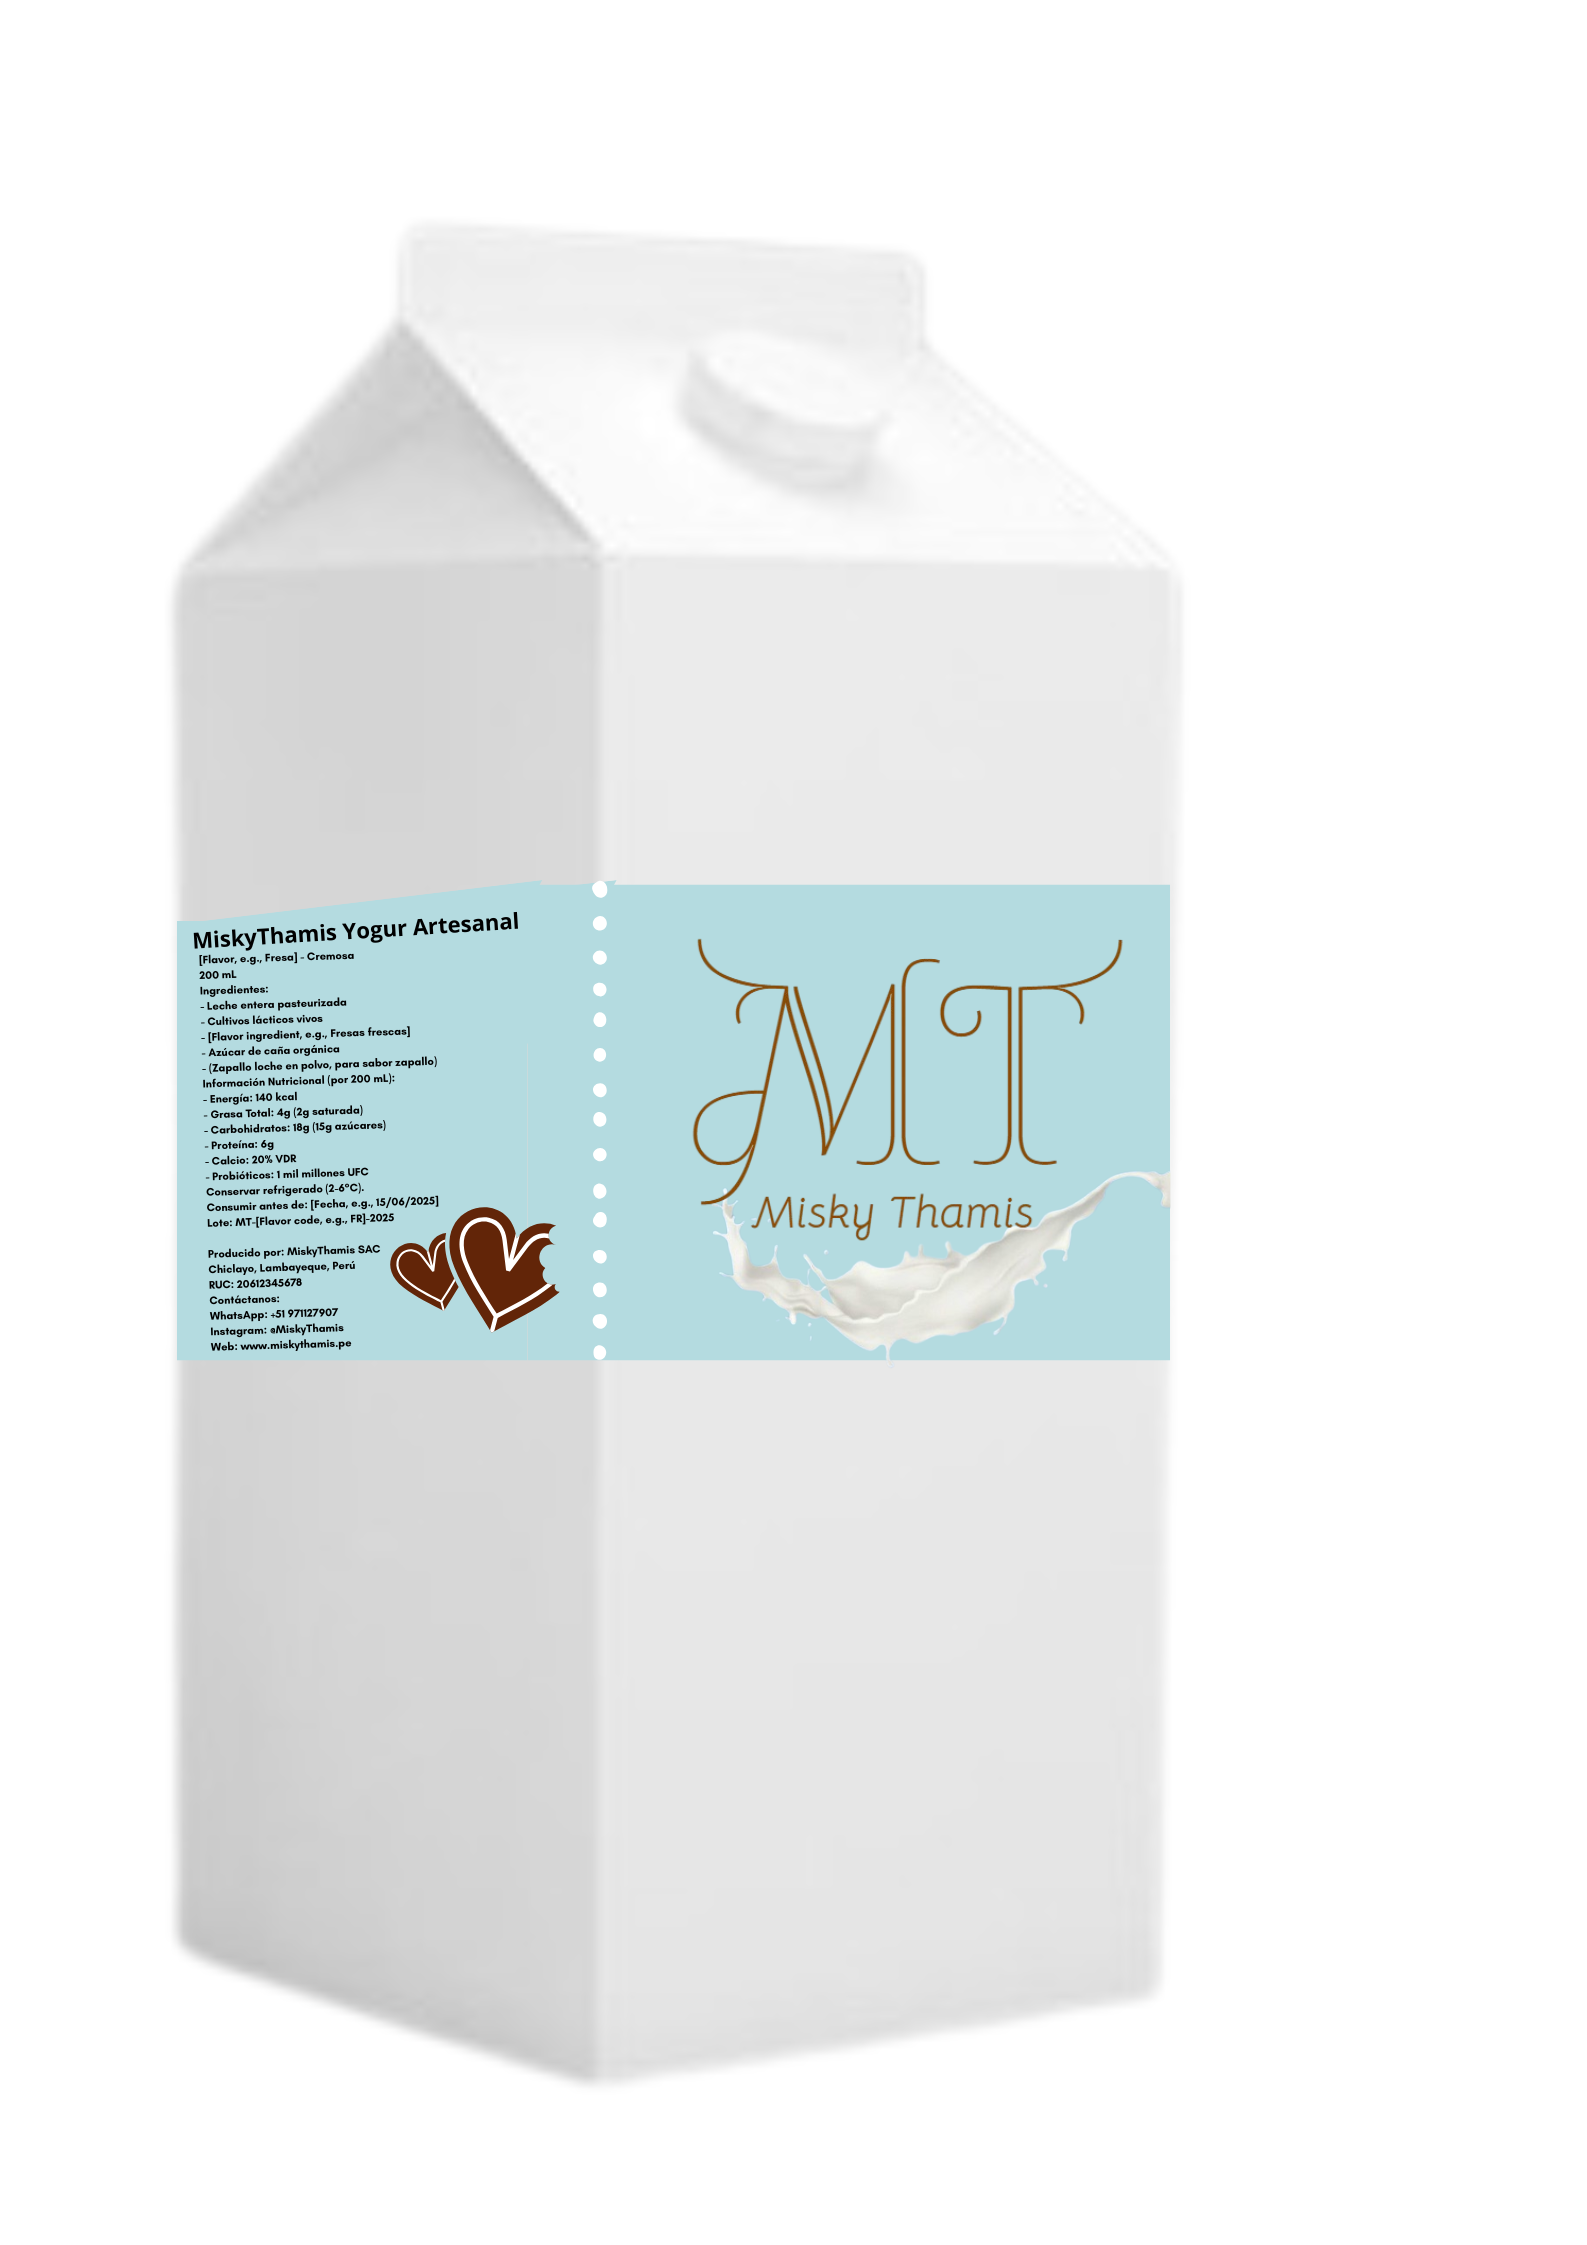 MiskyThamis Yogur Artesanal
[Flavor, e.g., Fresa] - Cremosa
200 mL
Ingredientes:
- Leche entera pasteurizada
- Cultivos lácticos vivos
- [Flavor ingredient, e.g., Fresas frescas]
- Azúcar de caña orgánica
- (Zapallo loche en polvo, para sabor zapallo)
Información Nutricional (por 200 mL):
- Energía: 140 kcal
- Grasa Total: 4g (2g saturada)
- Carbohidratos: 18g (15g azúcares)
- Proteína: 6g
- Calcio: 20% VDR
- Probióticos: 1 mil millones UFC
Conservar refrigerado (2-6°C).
Consumir antes de: [Fecha, e.g., 15/06/2025]
Lote: MT-[Flavor code, e.g., FR]-2025
Producido por: MiskyThamis SAC
Chiclayo, Lambayeque, Perú
RUC: 20612345678
Contáctanos:
WhatsApp: +51 971127907
Instagram: @MiskyThamis
Web: www.miskythamis.pe
MT
Misky Thamis